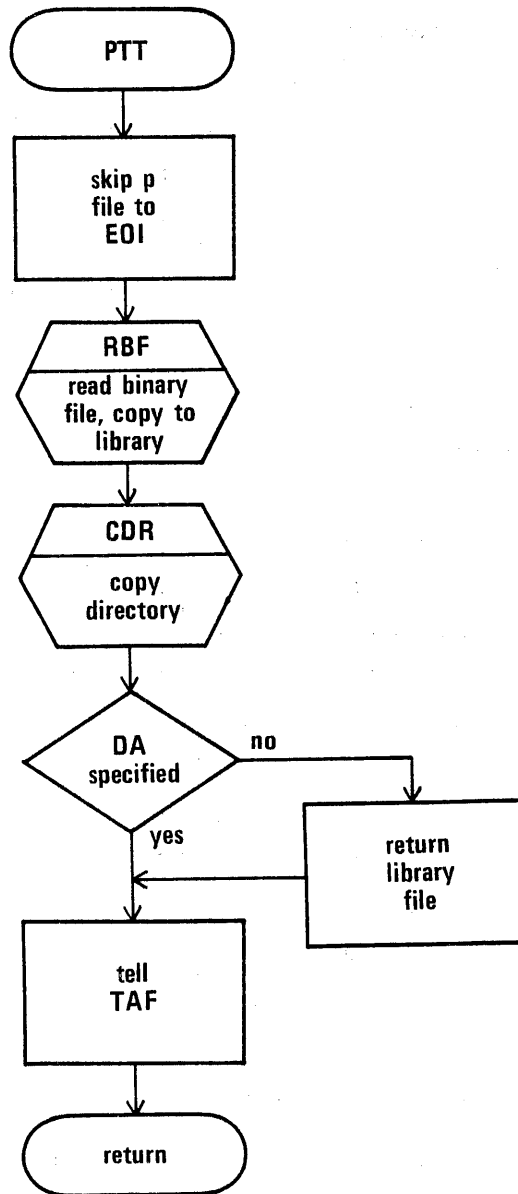 PTT
skip p
file to
EOI
RBF
read binary
file, copy to
library
CDR
copy
directory
DA
specified
no
yes
return
library
file
tell
TAF
return